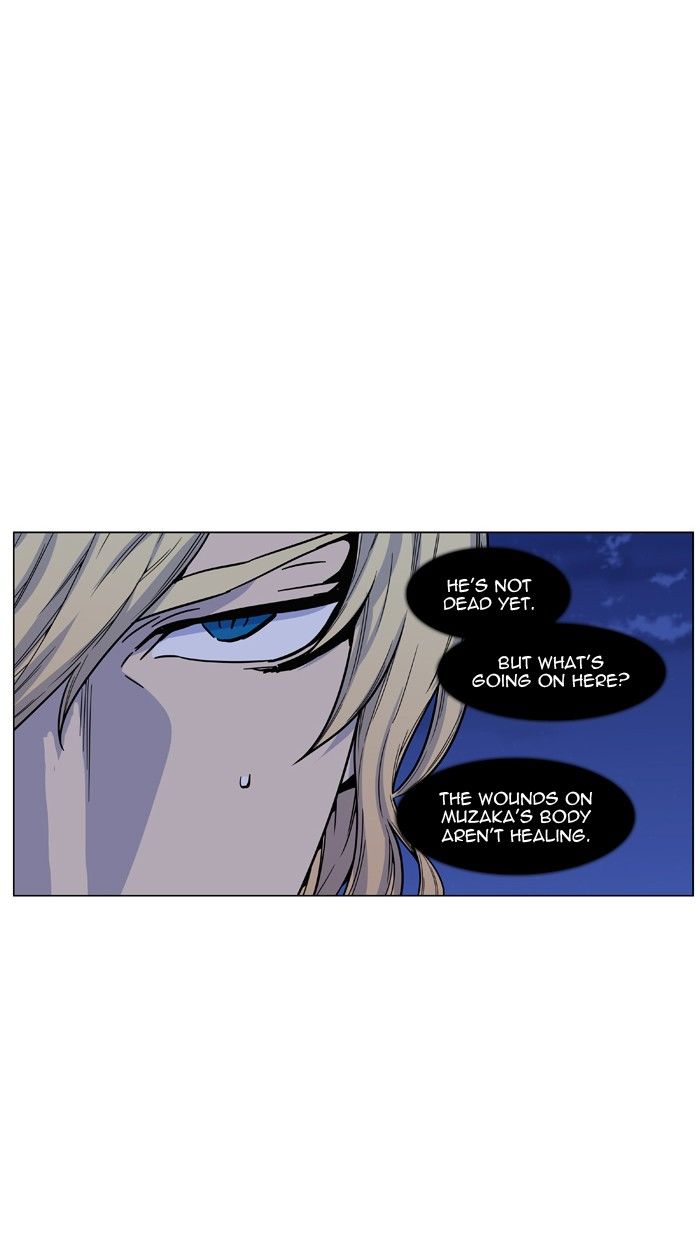 HE'S NOT
DEAD YET.
BUT WHAT'S
GOING ON HERE?
THE WOUNDS ON
MUZAKA'S BODY
AREN'T HEALING.